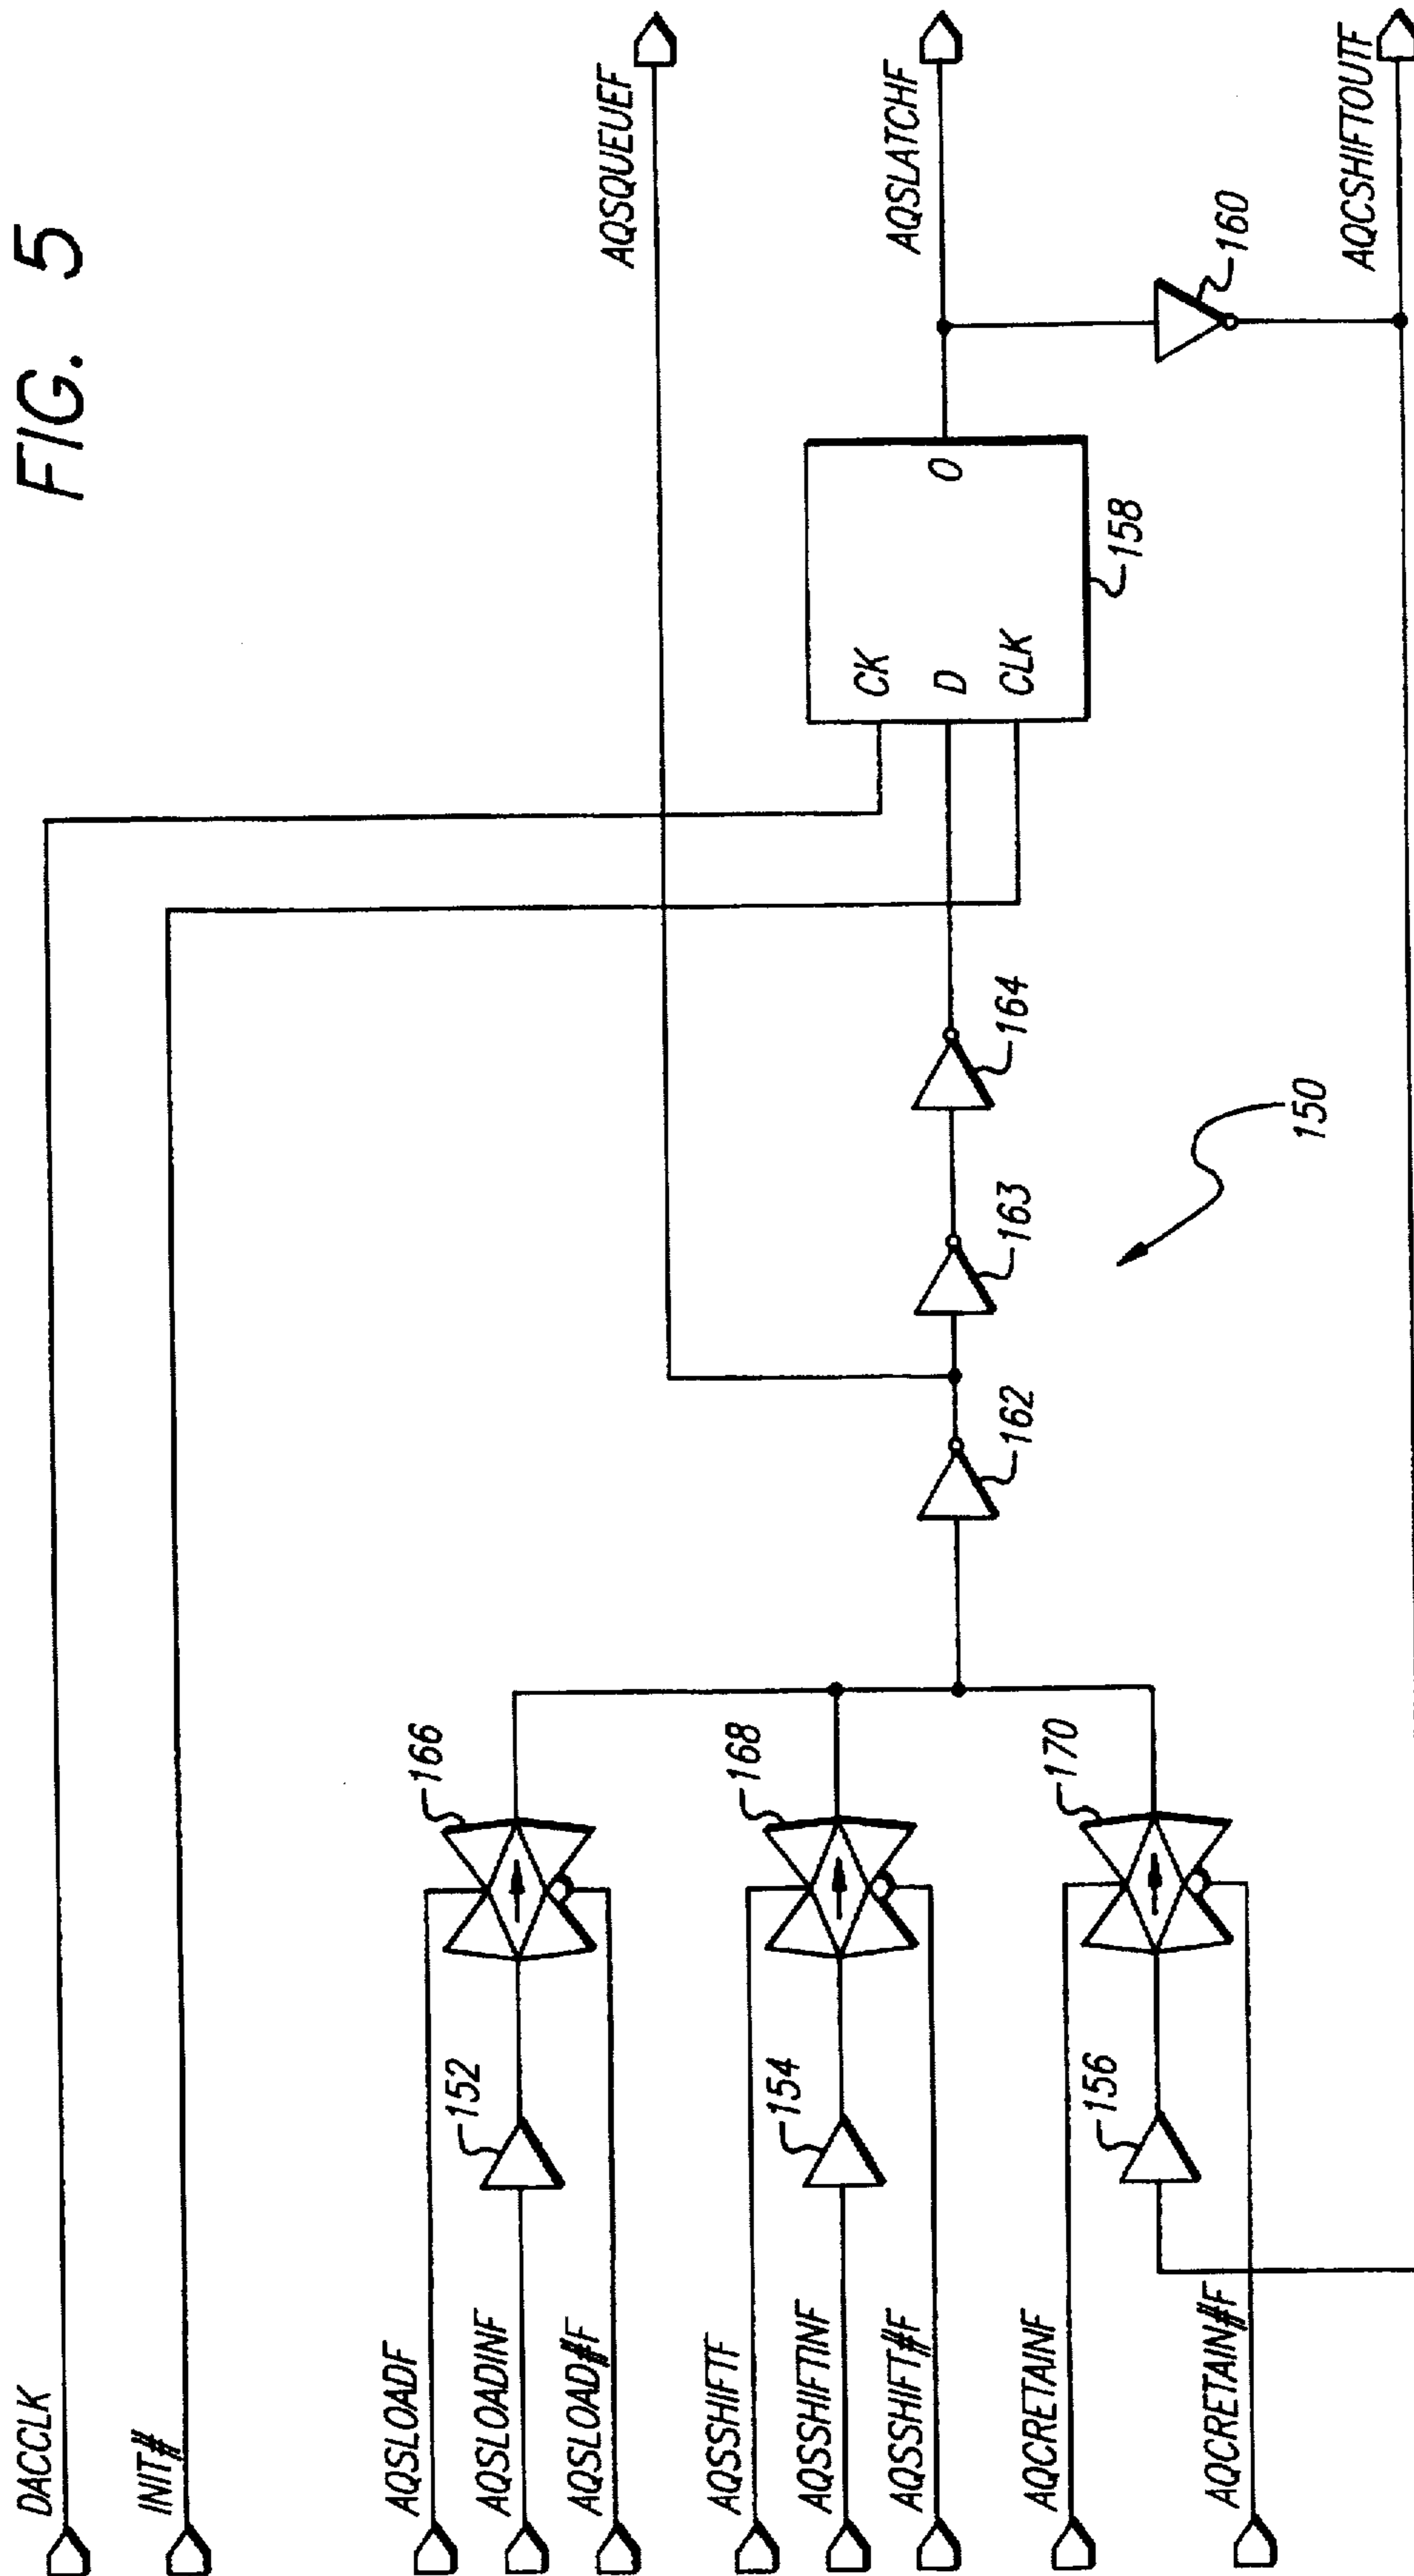 FIG. 5
DACCLK
INIT#
AQSQUEUEF
AQSLOADF
166
152
AQSLOADINF
AQSLOAD#F
AQSSHIFTF
168
154
AQSSHIFTINF
AQSSHIFT#F
162
163
164
CK
D
CLK
O
AQSLATCHF
158
160
AQCRETAINF
170
156
AQCRETAIN#F
150
AQCSHIFTOUTF